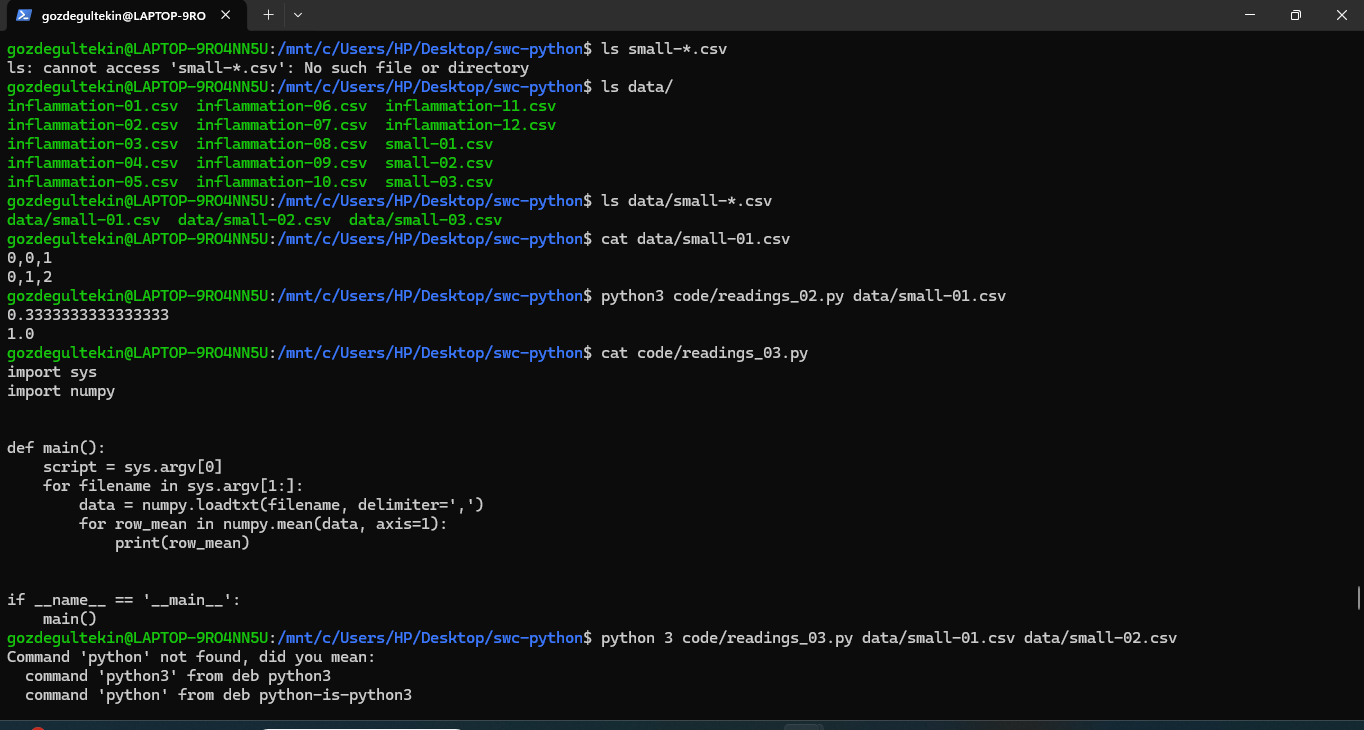 gozdegultekin@LAPTOP-9RO
gozdegultekin@LAPTOP-9RO4NN5U:/mnt/c/Users/HP/Desktop/swc-python$ ls small-*.csv
ls: cannot access 'small-*.csv': No such file or directory
gozdegultekin@LAPTOP-9RO4NN5U:/mnt/c/Users/HP/Desktop/swc-python$ ls data/
inflammation-01.csv  inflammation-06.csv  inflammation-11.csv
inflammation-02.csv  inflammation-07.csv  inflammation-12.csv
inflammation-03.csv  inflammation-08.csv  small-01.csv
inflammation-04.csv  inflammation-09.csv  small-02.csv
inflammation-05.csv  inflammation-10.csv  small-03.csv
gozdegultekin@LAPTOP-9RO4NN5U:/mnt/c/Users/HP/Desktop/swc-python$ ls data/small-*.csv
data/small-01.csv  data/small-02.csv  data/small-03.csv
gozdegultekin@LAPTOP-9RO4NN5U:/mnt/c/Users/HP/Desktop/swc-python$ cat data/small-01.csv
0,0,1
0,1,2
gozdegultekin@LAPTOP-9RO4NN5U:/mnt/c/Users/HP/Desktop/swc-python$ python3 code/readings_02.py data/small-01.csv
0.3333333333333333
1.0
gozdegultekin@LAPTOP-9RO4NN5U:/mnt/c/Users/HP/Desktop/swc-python$ cat code/readings_03.py
import sys
import numpy
def main():
    script = sys.argv[0]
    for filename in sys.argv[1:]:
        data = numpy.loadtxt(filename, delimiter=',')
        for row_mean in numpy.mean(data, axis=1):
            print(row_mean)
if __name__ == '__main__':
    main()
gozdegultekin@LAPTOP-9RO4NN5U:/mnt/c/Users/HP/Desktop/swc-python$ python 3 code/readings_03.py data/small-01.csv data/small-02.csv
Command 'python' not found, did you mean:
  command 'python3' from deb python3
  command 'python' from deb python-is-python3